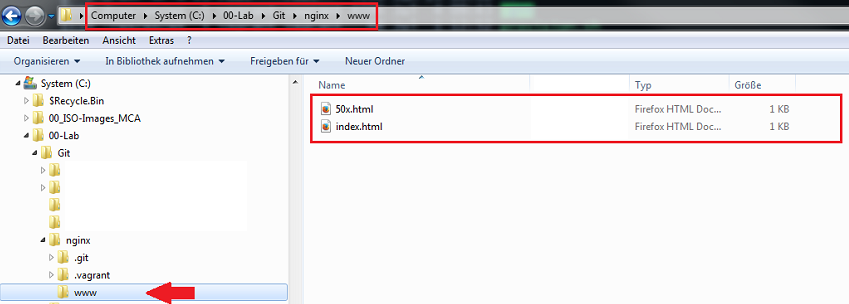 Computer System (C:) 00-Lab Git nginx www
Datei Bearbeiten Ansicht Extras ?
Organisieren In Bibliothek aufnehmen Freigeben für Neuer Ordner
System (C:)
$Recycle.Bin
00_ISO-Images_MCA
00-Lab
Git
nginx
.git
.vagrant
www
Name Typ Größe
50x.html Firefox HTML Doc... 1 KB
index.html Firefox HTML Doc... 1 KB